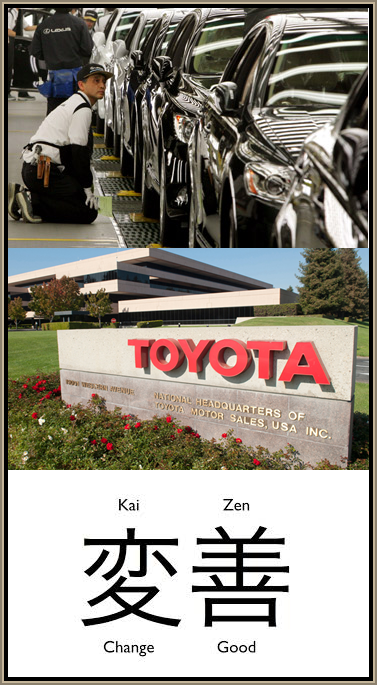 LEXUS
TOYOTA
NATIONAL HEADQUARTERS OF
TOYOTA MOTOR SALES, USA INC.
Kai Zen
変善
Change Good